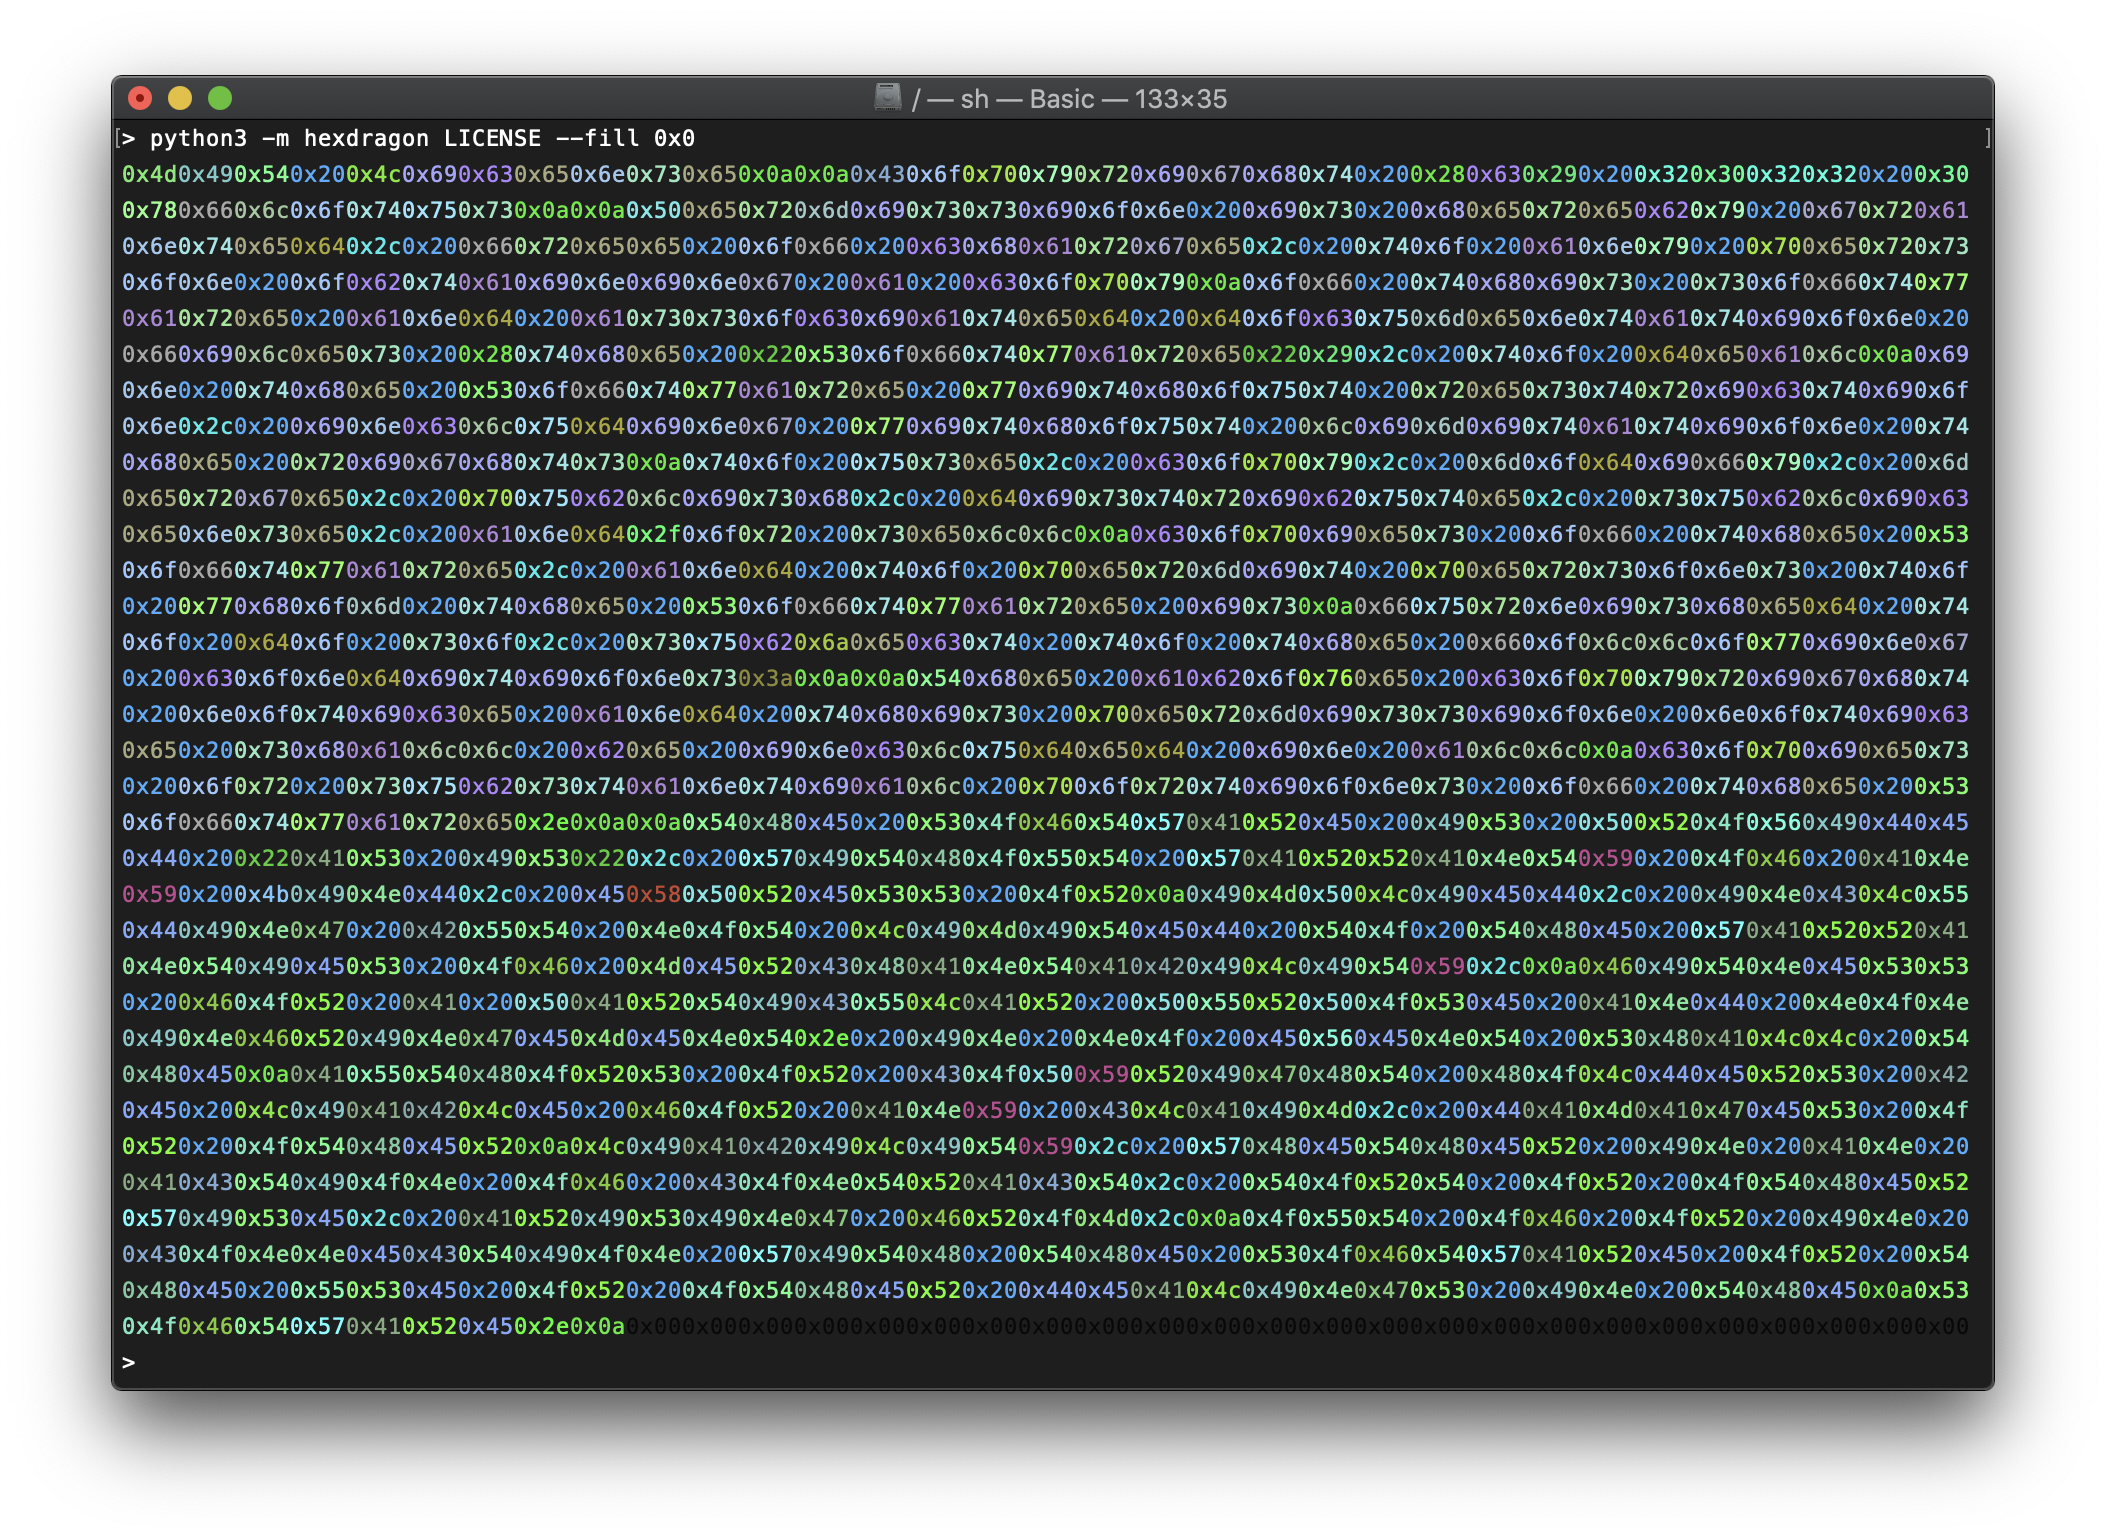 / — sh — Basic — 133×35
[> python3 -m hexdragon LICENSE --fill 0x0 ]
0x4d0x490x540x200x4c0x690x630x650x6e0x730x650x0a0x0a0x430x6f0x700x790x720x690x670x680x740x200x280x630x290x200x320x300x320x320x200x30
0x780x660x6c0x6f0x740x750x730x0a0x0a0x500x650x720x6d0x690x730x730x690x6f0x6e0x200x690x730x200x680x650x720x650x620x790x200x670x720x61
0x6e0x740x650x640x2c0x200x660x720x650x650x200x6f0x660x200x630x680x610x720x670x650x2c0x200x740x6f0x200x610x6e0x790x200x700x650x720x73
0x6f0x6e0x200x6f0x620x740x610x690x6e0x690x6e0x670x200x610x200x630x6f0x700x790x0a0x6f0x660x200x740x680x690x730x200x730x6f0x660x740x77
0x610x720x650x200x610x6e0x640x200x610x730x730x6f0x630x690x610x740x650x640x200x640x6f0x630x750x6d0x650x6e0x740x610x740x690x6f0x6e0x20
0x660x690x6c0x650x730x200x280x740x680x650x200x220x530x6f0x660x740x770x610x720x650x220x290x2c0x200x740x6f0x200x640x650x610x6c0x0a0x69
0x6e0x200x740x680x650x200x530x6f0x660x740x770x610x720x650x200x770x690x740x680x6f0x750x740x200x720x650x730x740x720x690x630x740x690x6f
0x6e0x2c0x200x690x6e0x630x6c0x750x640x690x6e0x670x200x770x690x740x680x6f0x750x740x200x6c0x690x6d0x690x740x610x740x690x6f0x6e0x200x74
0x680x650x200x720x690x670x680x740x730x0a0x740x6f0x200x750x730x650x2c0x200x630x6f0x700x790x2c0x200x6d0x6f0x640x690x660x790x2c0x200x6d
0x650x720x670x650x2c0x200x700x750x620x6c0x690x730x680x2c0x200x640x690x730x740x720x690x620x750x740x650x2c0x200x730x750x620x6c0x690x63
0x650x6e0x730x650x2c0x200x610x6e0x640x2f0x6f0x720x200x730x650x6c0x6c0x0a0x630x6f0x700x690x650x730x200x6f0x660x200x740x680x650x200x53
0x6f0x660x740x770x610x720x650x2c0x200x610x6e0x640x200x740x6f0x200x700x650x720x6d0x690x740x200x700x650x720x730x6f0x6e0x730x200x740x6f
0x200x770x680x6f0x6d0x200x740x680x650x200x530x6f0x660x740x770x610x720x650x200x690x730x0a0x660x750x720x6e0x690x730x680x650x640x200x74
0x6f0x200x640x6f0x200x730x6f0x2c0x200x730x750x620x6a0x650x630x740x200x740x6f0x200x740x680x650x200x660x6f0x6c0x6c0x6f0x770x690x6e0x67
0x200x630x6f0x6e0x640x690x740x690x6f0x6e0x730x3a0x0a0x0a0x540x680x650x200x610x620x6f0x760x650x200x630x6f0x700x790x720x690x670x680x74
0x200x6e0x6f0x740x690x630x650x200x610x6e0x640x200x740x680x690x730x200x700x650x720x6d0x690x730x730x690x6f0x6e0x200x6e0x6f0x740x690x63
0x650x200x730x680x610x6c0x6c0x200x620x650x200x690x6e0x630x6c0x750x640x650x640x200x690x6e0x200x610x6c0x6c0x0a0x630x6f0x700x690x650x73
0x200x6f0x720x200x730x750x620x730x740x610x6e0x740x690x610x6c0x200x700x6f0x720x740x690x6f0x6e0x730x200x6f0x660x200x740x680x650x200x53
0x6f0x660x740x770x610x720x650x2e0x0a0x0a0x540x480x450x200x530x4f0x460x540x570x410x520x450x200x490x530x200x500x520x4f0x560x490x440x45
0x440x200x220x410x530x200x490x530x220x2c0x200x570x490x540x480x4f0x550x540x200x570x410x520x520x410x4e0x540x590x200x4f0x460x200x410x4e
0x590x200x4b0x490x4e0x440x2c0x200x450x580x500x520x450x530x530x200x4f0x520x0a0x490x4d0x500x4c0x490x450x440x2c0x200x490x4e0x430x4c0x55
0x440x490x4e0x470x200x420x550x540x200x4e0x4f0x540x200x4c0x490x4d0x490x540x450x440x200x540x4f0x200x540x480x450x200x570x410x520x520x41
0x4e0x540x490x450x530x200x4f0x460x200x4d0x450x520x430x480x410x4e0x540x410x420x490x4c0x490x540x590x2c0x0a0x460x490x540x4e0x450x530x53
0x200x460x4f0x520x200x410x200x500x410x520x540x490x430x550x4c0x410x520x200x500x550x520x500x4f0x530x450x200x410x4e0x440x200x4e0x4f0x4e
0x490x4e0x460x520x490x4e0x470x450x4d0x450x4e0x540x2e0x200x490x4e0x200x4e0x4f0x200x450x560x450x4e0x540x200x530x480x410x4c0x4c0x200x54
0x480x450x0a0x410x550x540x480x4f0x520x530x200x4f0x520x200x430x4f0x500x590x520x490x470x480x540x200x480x4f0x4c0x440x450x520x530x200x42
0x450x200x4c0x490x410x420x4c0x450x200x460x4f0x520x200x410x4e0x590x200x430x4c0x410x490x4d0x2c0x200x440x410x4d0x410x470x450x530x200x4f
0x520x200x4f0x540x480x450x520x0a0x4c0x490x410x420x490x4c0x490x540x590x2c0x200x570x480x450x540x480x450x520x200x490x4e0x200x410x4e0x20
0x410x430x540x490x4f0x4e0x200x4f0x460x200x430x4f0x4e0x540x520x410x430x540x2c0x200x540x4f0x520x540x200x4f0x520x200x4f0x540x480x450x52
0x570x490x530x450x2c0x200x410x520x490x530x490x4e0x470x200x460x520x4f0x4d0x2c0x0a0x4f0x550x540x200x4f0x460x200x4f0x520x200x490x4e0x20
0x430x4f0x4e0x4e0x450x430x540x490x4f0x4e0x200x570x490x540x480x200x540x480x450x200x530x4f0x460x540x570x410x520x450x200x4f0x520x200x54
0x480x450x200x550x530x450x200x4f0x520x200x4f0x540x480x450x520x200x440x450x410x4c0x490x4e0x470x530x200x490x4e0x200x540x480x450x0a0x53
0x4f0x460x540x570x410x520x450x2e0x0a0x000x000x000x000x000x000x000x000x000x000x000x000x000x000x000x000x000x000x000x000x000x000x000x00
>